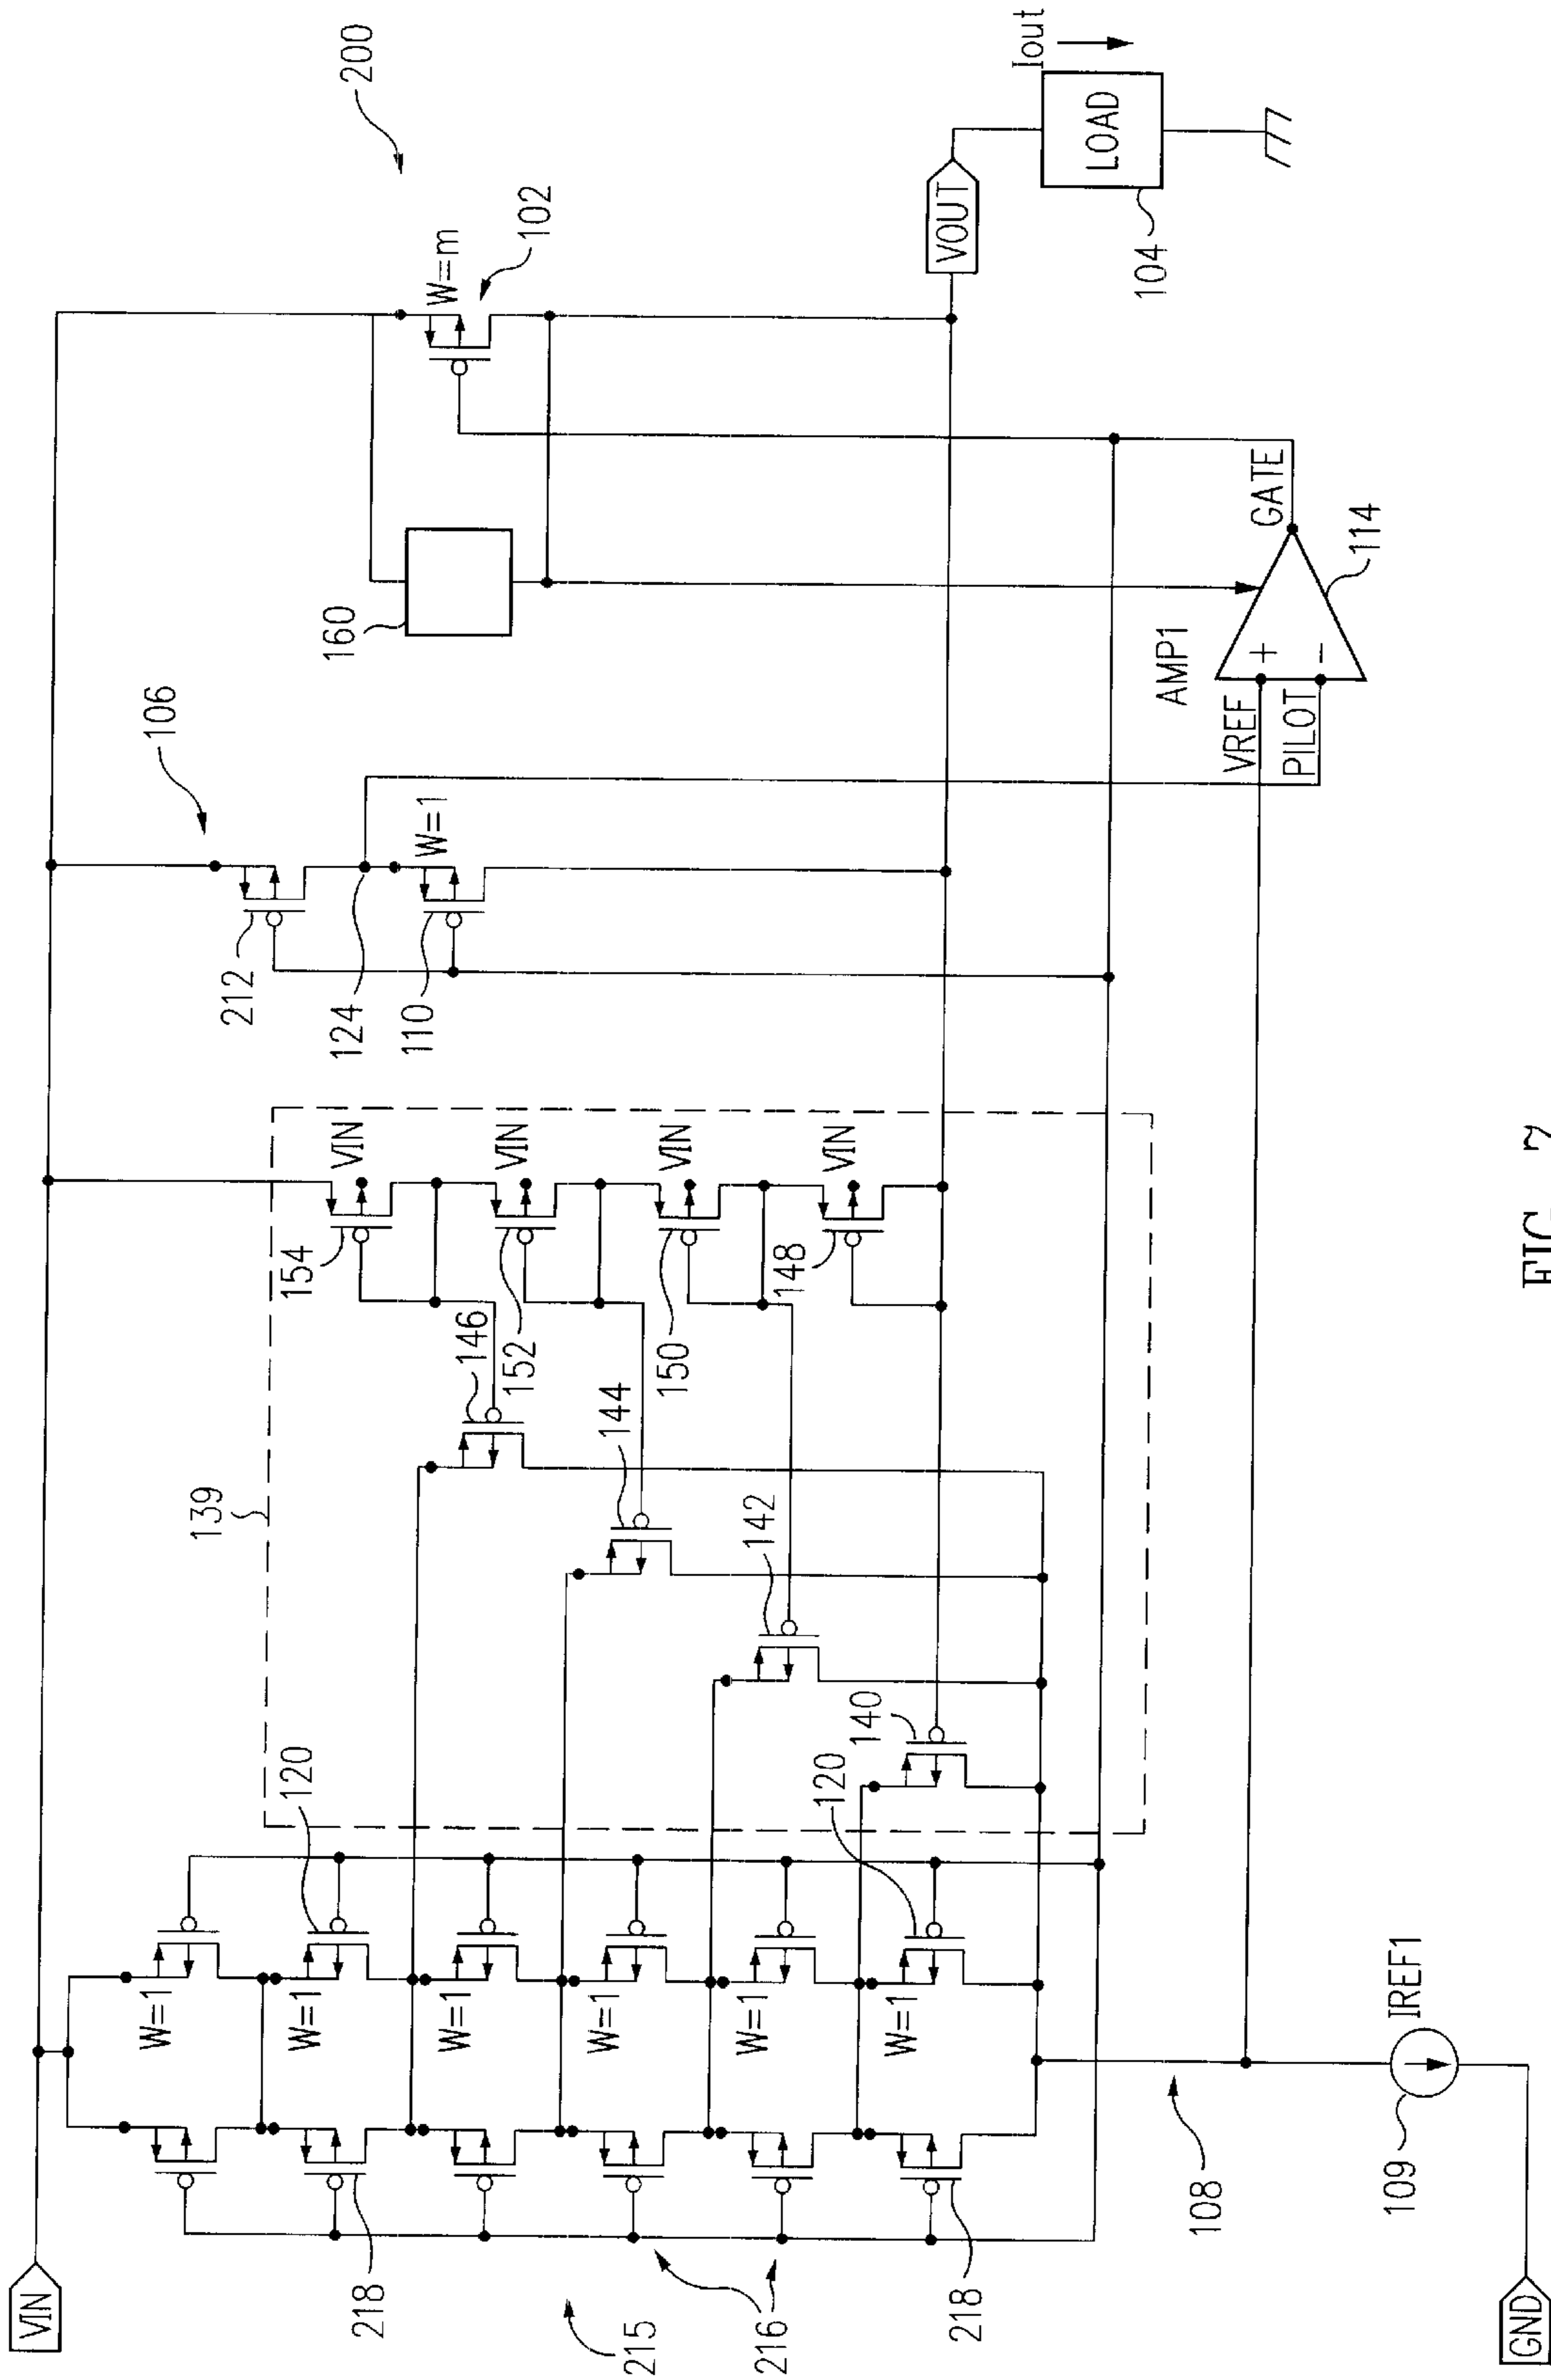 200
VIN
106
W=m
102
212
124
W=1
110
160
139
154
VIN
146
152
VIN
144
150
VIN
142
148
VIN
140
120
120
W=1
W=1
W=1
W=1
W=1
W=1
218
215
216
218
VOUT
Iout
LOAD
104
AMP1
VREF
+
PILOT
−
GATE
114
108
109
IREF1
GND
FIG. 7